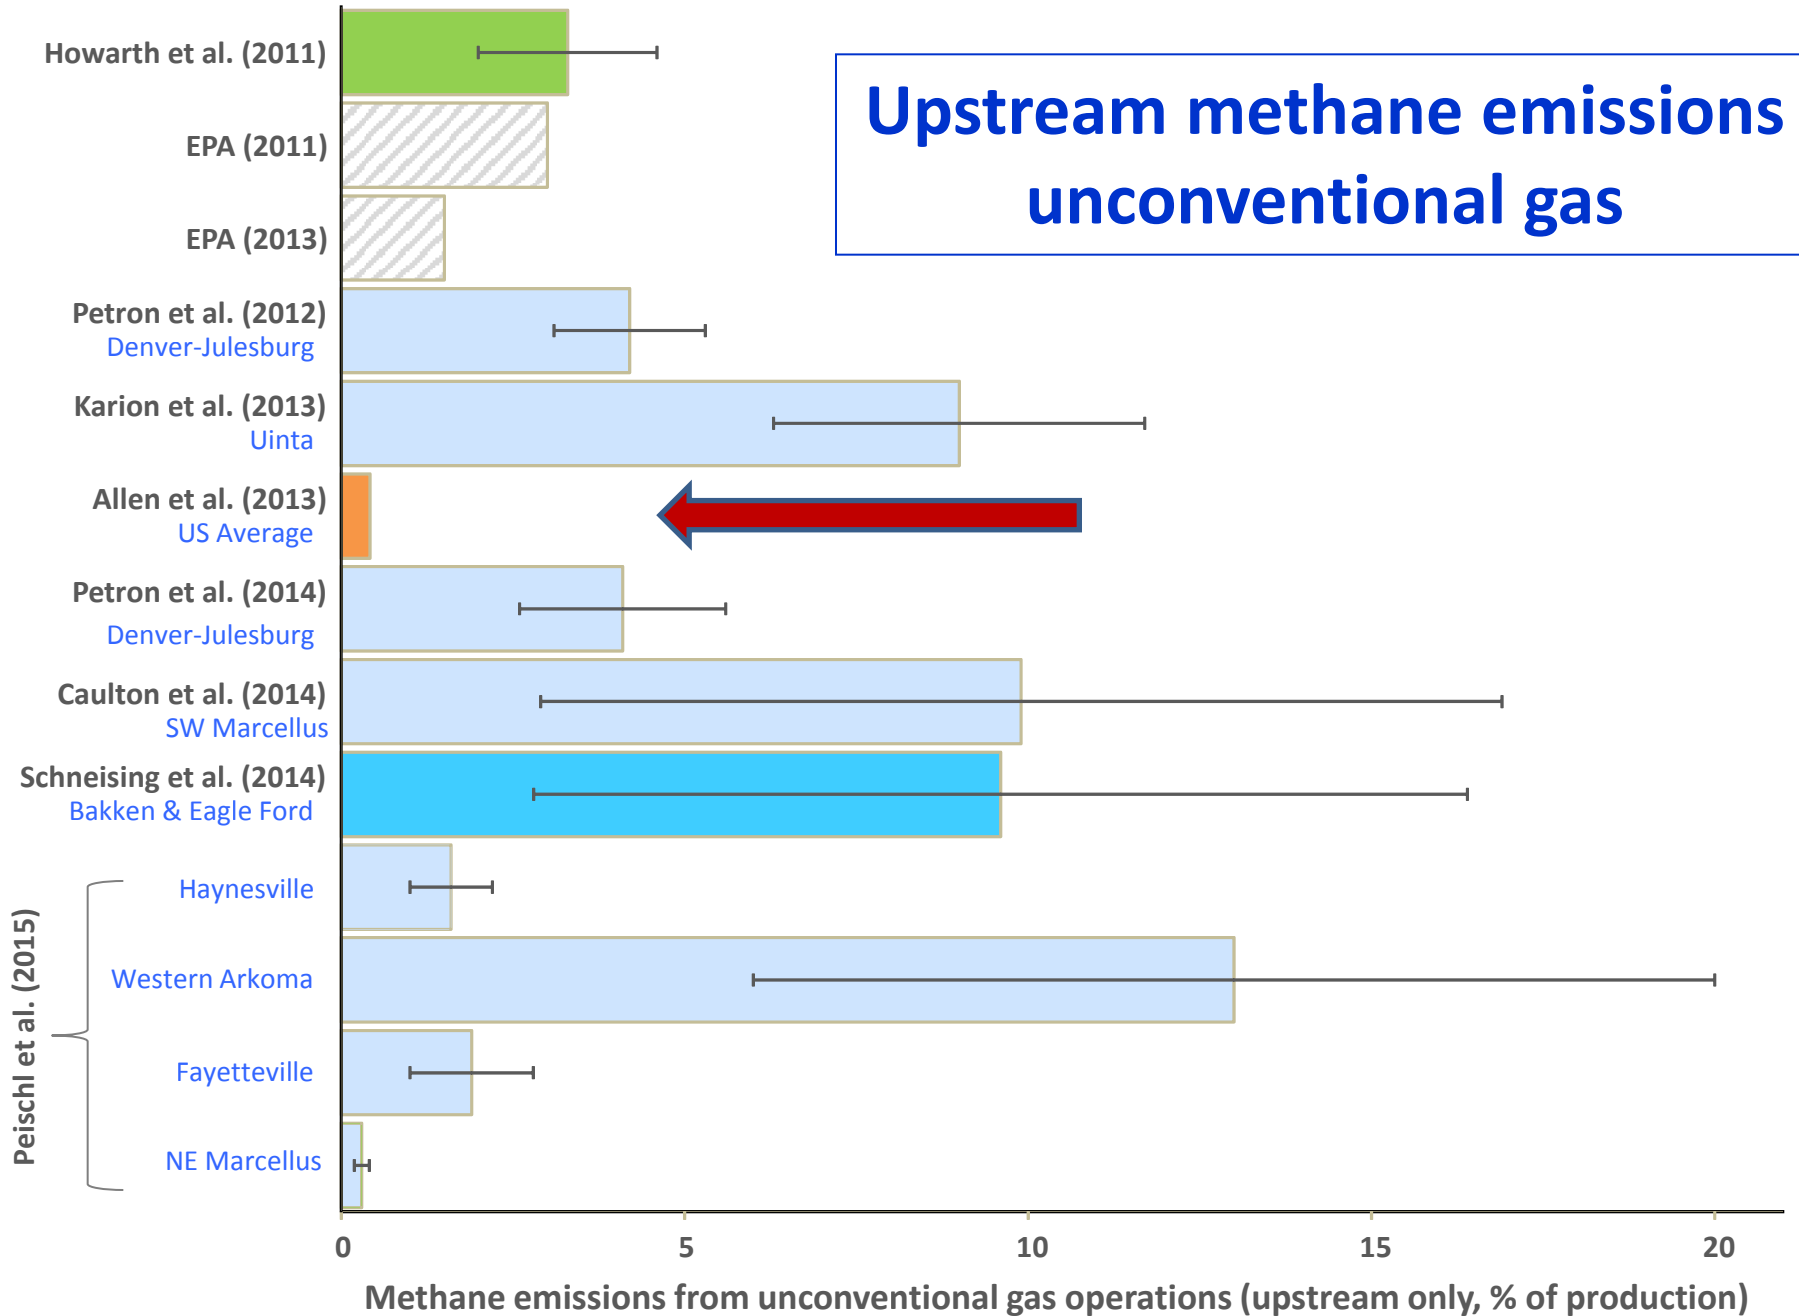 Upstream methane emissions
unconventional gas
Howarth et al. (2011)
EPA (2011)
EPA (2013)
Petron et al. (2012)
Denver-Julesburg
Karion et al. (2013)
Uinta
Allen et al. (2013)
US Average
Petron et al. (2014)
Denver-Julesburg
Caulton et al. (2014)
SW Marcellus
Schneising et al. (2014)
Bakken & Eagle Ford
Peischl et al. (2015)
Haynesville
Western Arkoma
Fayetteville
NE Marcellus
0 5 10 15 20
Methane emissions from unconventional gas operations (upstream only, % of production)